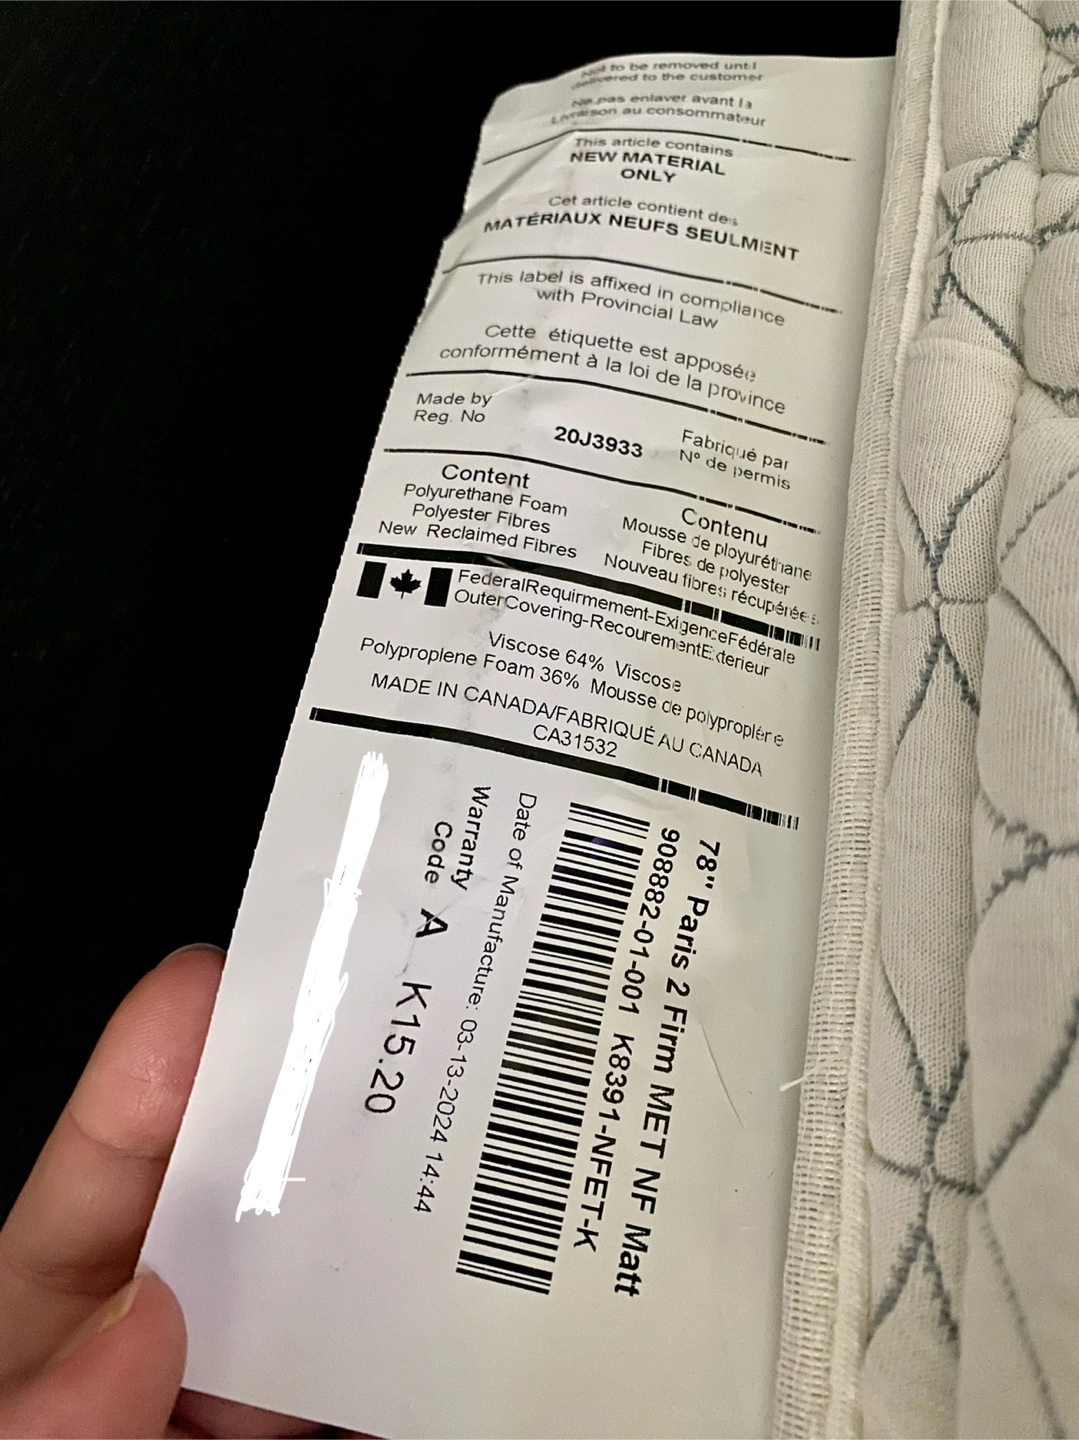 Not to be removed until
delivered to the customer
Ne pas enlaver avant la
Livraison au consommateur
This article contains
NEW MATERIAL
ONLY
Cet article contient des
MATÉRIAUX NEUFS SEULMENT
This label is affixed in compliance
with Provincial Law
Cette étiquette est apposée
conformément à la loi de la province
Made by
Reg. No
20J3933
Fabriqué par
N° de permis
Content
Polyurethane Foam
Polyester Fibres
New Reclaimed Fibres
Contenu
Mousse de ployuréthane
Fibres de polyester
Nouveau fibres récupérées
FederalRequirment-ExigenceFédérale
OuterCovering-RecourementExterieur
Viscose 64% Viscose
Polyproplene Foam 36% Mousse de polyproplére
MADE IN CANADA/FABRIQUÉ AU CANADA
CA31532
78" Paris 2 Firm MET NF Matt
908882-01-001 K8391-NFET-K
Date of Manufacture: 03-13-2024 14:44
Warranty
Code A K15.20